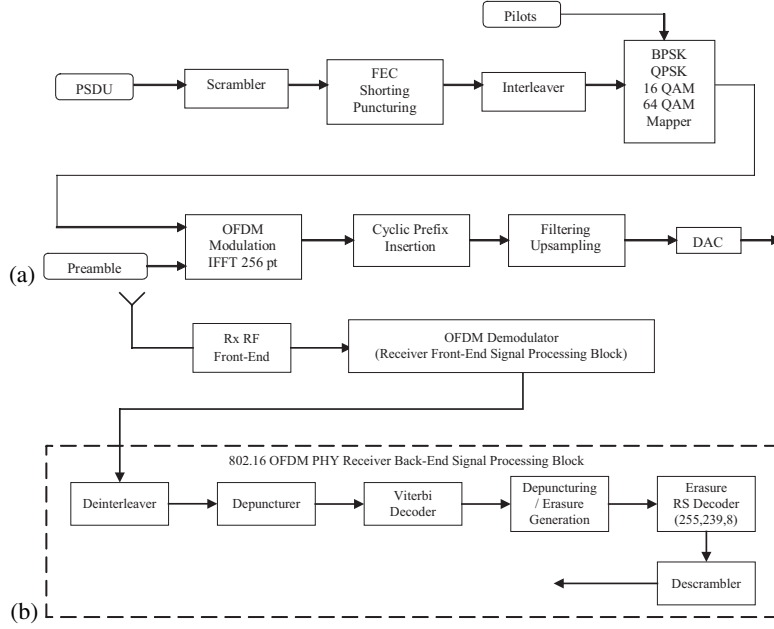 Pilots
PSDU
Scrambler
FEC
Shorting
Puncturing
Interleaver
BPSK
QPSK
16 QAM
64 QAM
Mapper
OFDM
Modulation
IFFT 256 pt
Cyclic Prefix
Insertion
Filtering
Upsampling
DAC
Preamble
(a)
Rx RF
Front-End
OFDM Demodulator
(Receiver Front-End Signal Processing Block)
802.16 OFDM PHY Receiver Back-End Signal Processing Block
Deinterleaver
Depuncturer
Viterbi
Decoder
Depuncturing
/ Erasure
Generation
Erasure
RS Decoder
(255,239,8)
Descrambler
(b)